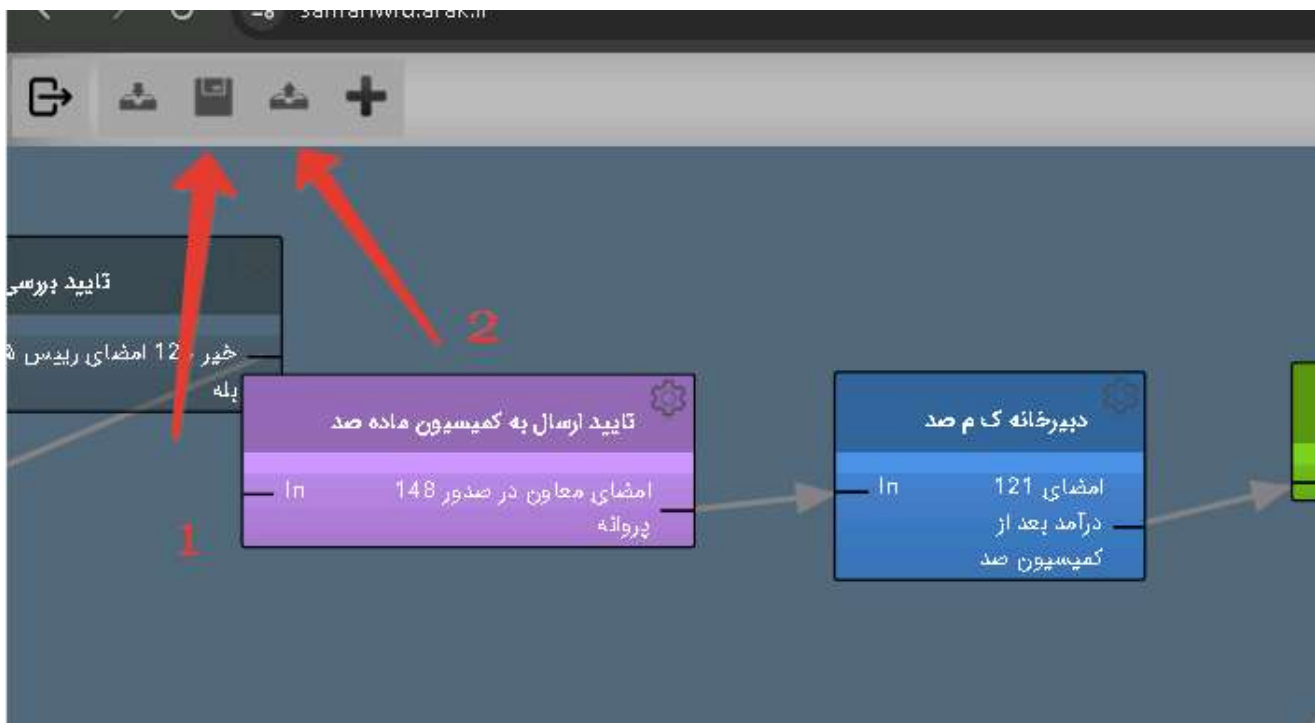 تایید بررسی
خیر 12 امضای رییس
بله
2
تایید ارسال به کمیسیون ماده صد
In
امضای معاون در صدور 148
پروانه
دبیرخانه ک م صد
In
امضای 121
درآمد بعد از
کمیسیون صد
1